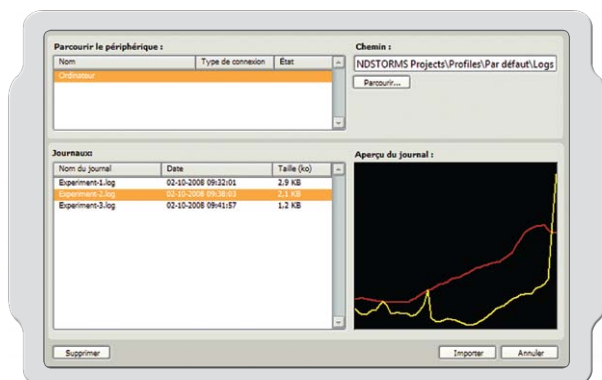 Parcourir le périphérique :
Nom Type de connexion État
Ordinateur
Chemin :
NDSTORMS Projects\Profiles\Par défaut\Logs
Parcourir...
Journaux:
Nom du journal Date Taille (ko)
Experiment-1.log 02-10-2008 09:32:01 2.9 KB
Experiment-2.log 02-10-2008 09:38:03 2.1 KB
Experiment-3.log 02-10-2008 09:41:57 1.2 KB
Aperçu du journal :
Supprimer
Importer
Annuler